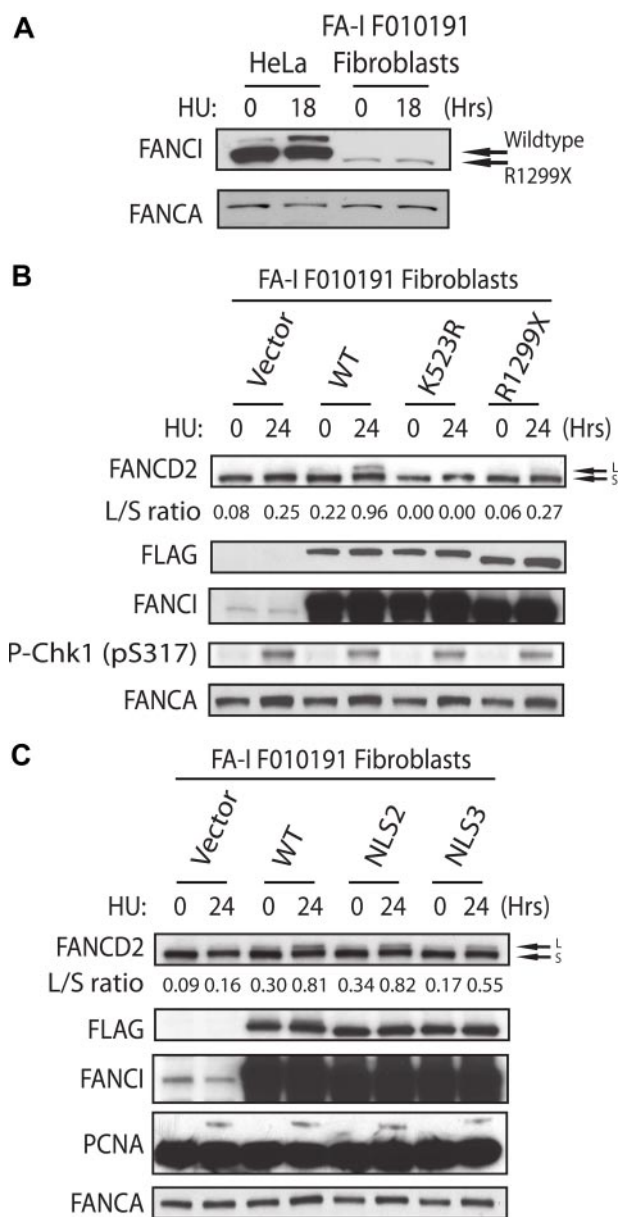 A
FA-I F010191
HeLa Fibroblasts
HU: 0 18 0 18 (Hrs)
FANCI
Wildtype
R1299X
FANCA
B
FA-I F010191 Fibroblasts
Vector WT K523R R1299X
HU: 0 24 0 24 0 24 0 24 (Hrs)
FANCD2
L
S
L/S ratio 0.08 0.25 0.22 0.96 0.00 0.00 0.06 0.27
FLAG
FANCI
P-Chk1 (pS317)
FANCA
C
FA-I F010191 Fibroblasts
Vector WT NLS2 NLS3
HU: 0 24 0 24 0 24 0 24 (Hrs)
FANCD2
L
S
L/S ratio 0.09 0.16 0.30 0.81 0.34 0.82 0.17 0.55
FLAG
FANCI
PCNA
FANCA